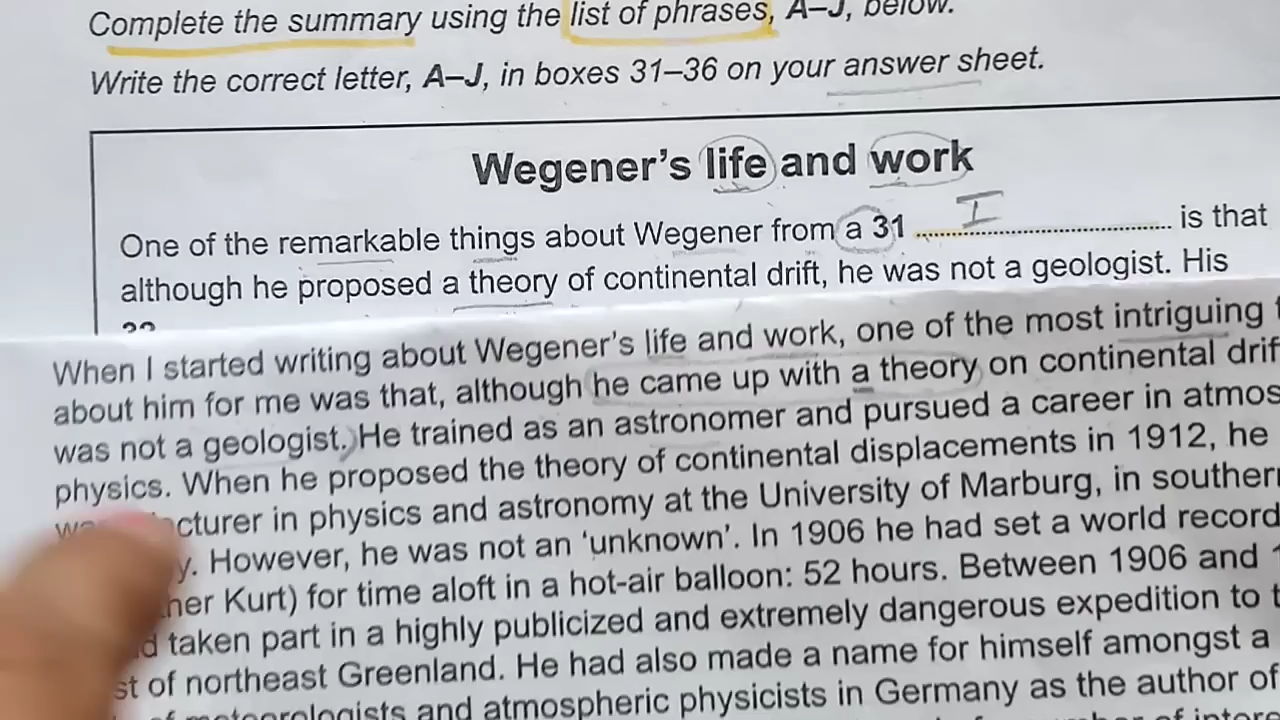 Complete the summary using the list of phrases, A–J, below.
Write the correct letter, A–J, in boxes 31–36 on your answer sheet.
Wegener's life and work
One of the remarkable things about Wegener from a 31 I is that
although he proposed a theory of continental drift, he was not a geologist. His
When I started writing about Wegener's life and work, one of the most intriguing
about him for me was that, although he came up with a theory on continental
was not a geologist. He trained as an astronomer and pursued a career in
physics. When he proposed the theory of continental displacements in 1912, he
in physics and astronomy at the University of Marburg, in
However, he was not an 'unknown'. In 1906 he had set a world record
Kurt) for time aloft in a hot-air balloon: 52 hours. Between 1906 and
taken part in a highly publicized and extremely dangerous expedition to
of northeast Greenland. He had also made a name for himself amongst a
and atmospheric physicists in Germany as the author of